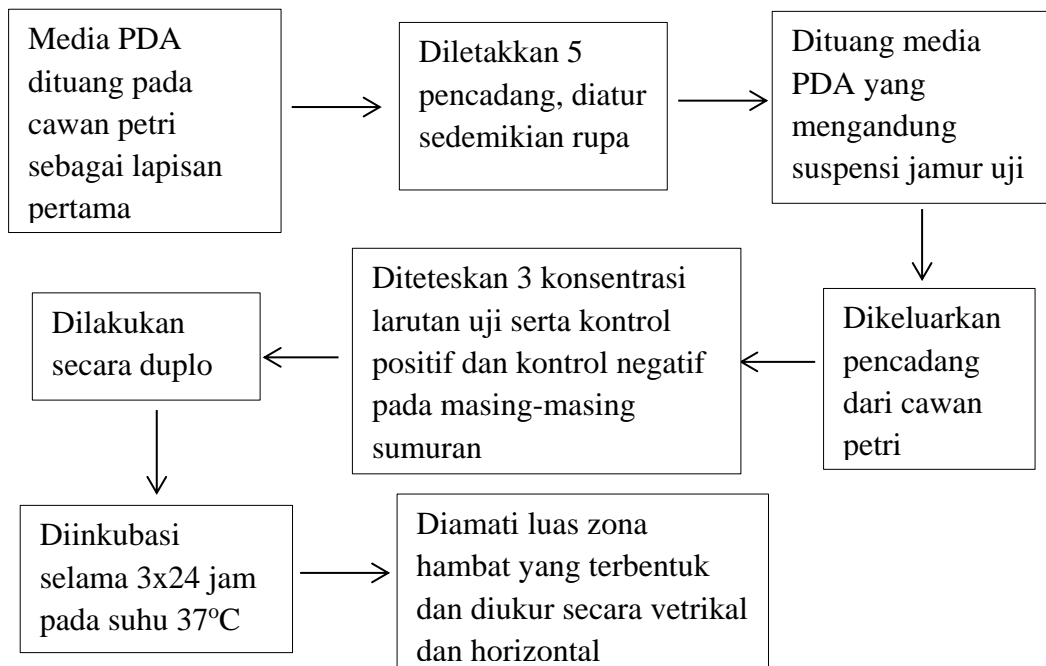 Media PDA
dituang pada
cawan petri
sebagai lapisan
pertama
Diletakkan 5
pencadang, diatur
sedemikian rupa
Dituang media
PDA yang
mengandung
suspensi jamur uji
Dikeluarkan
pencadang
dari cawan
petri
Diteteskan 3 konsentrasi
larutan uji serta kontrol
positif dan kontrol negatif
pada masing-masing
sumuran
Dilakukan
secara duplo
Diinkubasi
selama 3x24 jam
pada suhu 37°C
Diamati luas zona
hambat yang terbentuk
dan diukur secara vetrikal
dan horizontal